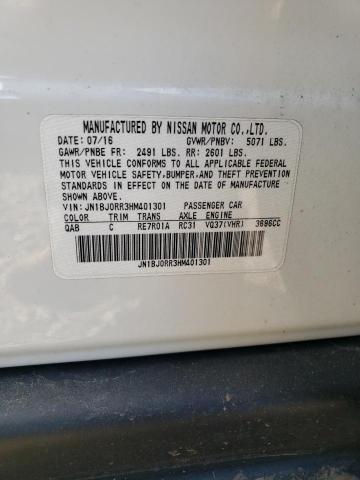 MANUFACTURED BY NISSAN MOTOR CO.,LTD.
DATE: 07/16 GVWR/PNBV: 5071 LBS.
GAWR/PNBE FR: 2491 LBS. RR: 2601 LBS.
THIS VEHICLE CONFORMS TO ALL APPLICABLE FEDERAL
MOTOR VEHICLE SAFETY,BUMPER,AND THEFT PREVENTION
STANDARDS IN EFFECT ON THE DATE OF MANUFACTURE
SHOWN ABOVE.
VIN: JN1BJ0RR3HM401301 PASSENGER CAR
COLOR TRIM TRANS AXLE ENGINE
QAB C RE7R01A RC31 VQ37(VHR) 3696CC
JN1BJ0RR3HM401301